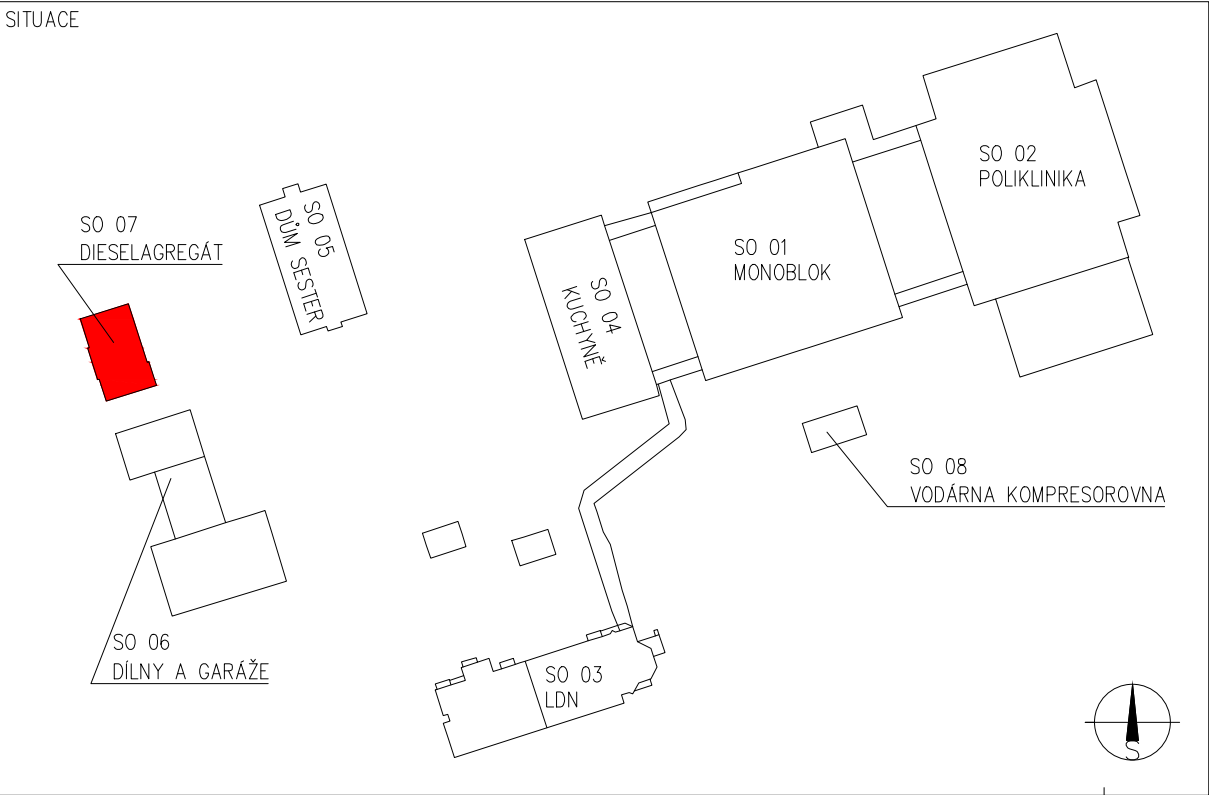 SITUACE
SO 02
POLIKLINIKA
SO 01
MONOBLOK
SO 05
DŮM SESTER
SO 07
DIESELAGREGÁT
SO 04
KUCHYNĚ
SO 08
VODÁRNA KOMPRESOROVNA
SO 06
DÍLNY A GARÁŽE
SO 03
LDN
S